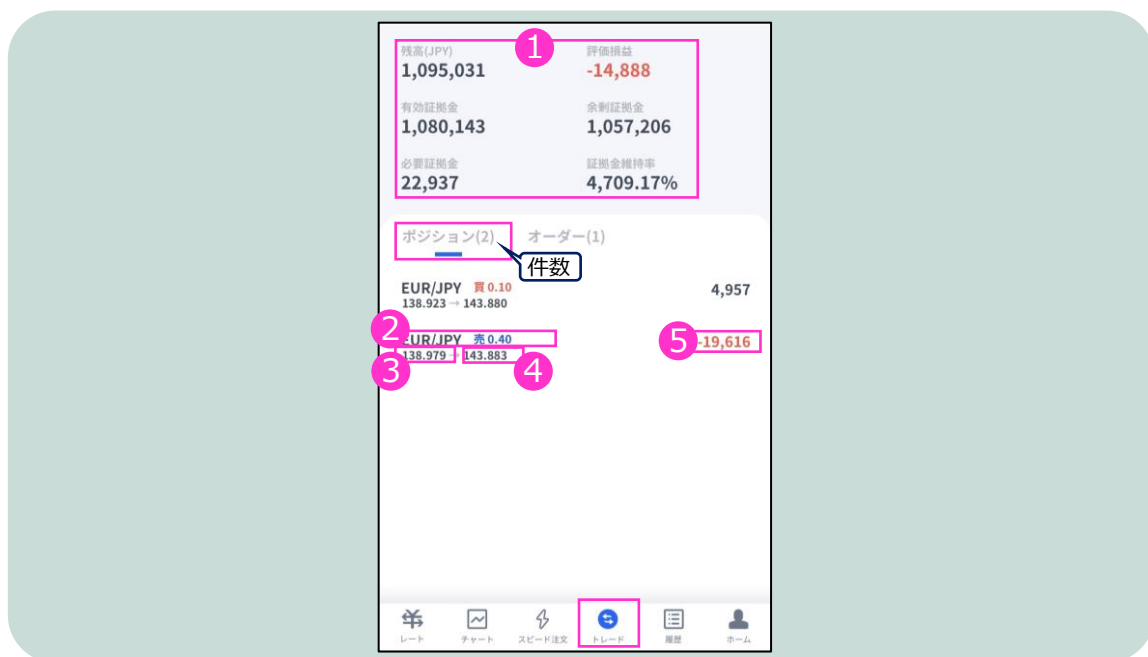 残高(JPY) 評価損益
1
1,095,031 -14,888
有効証拠金 余剰証拠金
1,080,143 1,057,206
必要証拠金 証拠金維持率
22,937 4,709.17%
ポジション(2) オーダー(1)
件数
EUR/JPY 買 0.10 4,957
138.923 → 143.880
2
EUR/JPY 売 0.40 5 -19,616
138.979 → 143.883
3 4
レート チャート スピード注文 トレード 履歴 ホーム